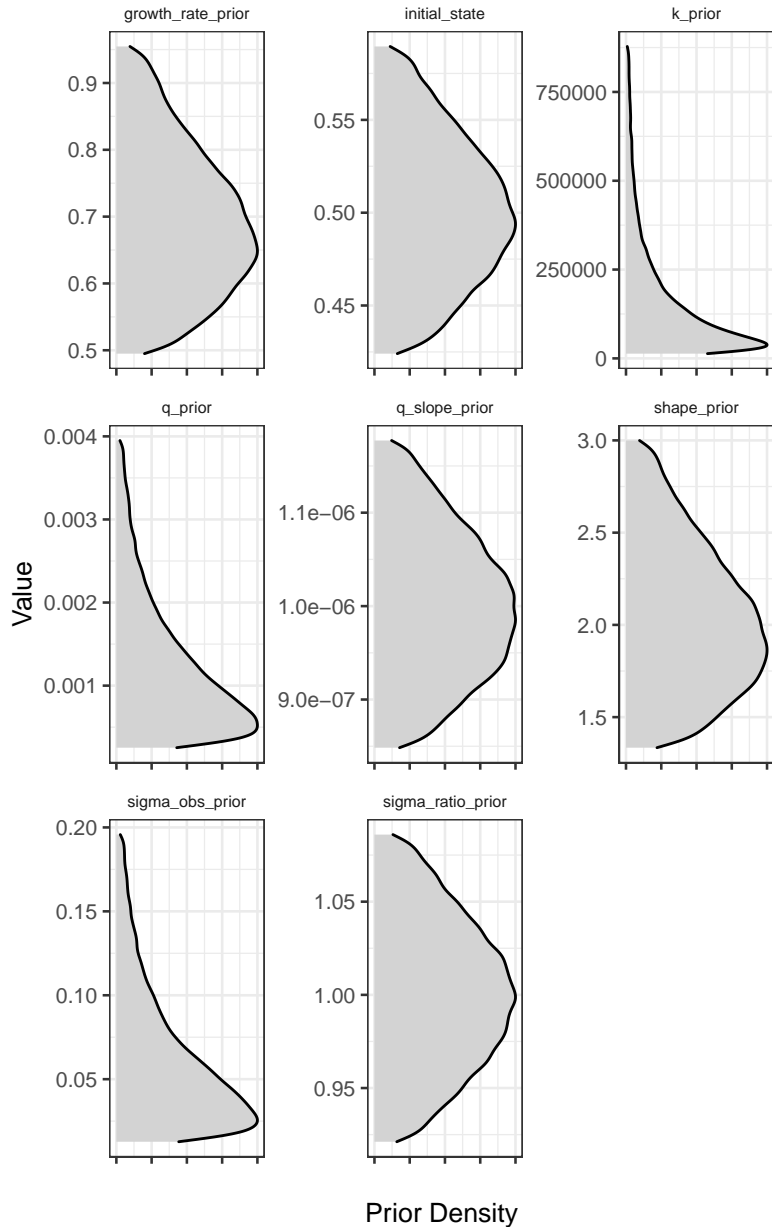 growth_rate_prior
initial_state
k_prior
0.9
0.8
0.7
0.6
0.5
0.55
0.50
0.45
750000
500000
250000
0
q_prior
q_slope_prior
shape_prior
0.004
0.003
0.002
0.001
1.1e-06
1.0e-06
9.0e-07
3.0
2.5
2.0
1.5
Value
sigma_obs_prior
sigma_ratio_prior
0.20
0.15
0.10
0.05
1.05
1.00
0.95
Prior Density